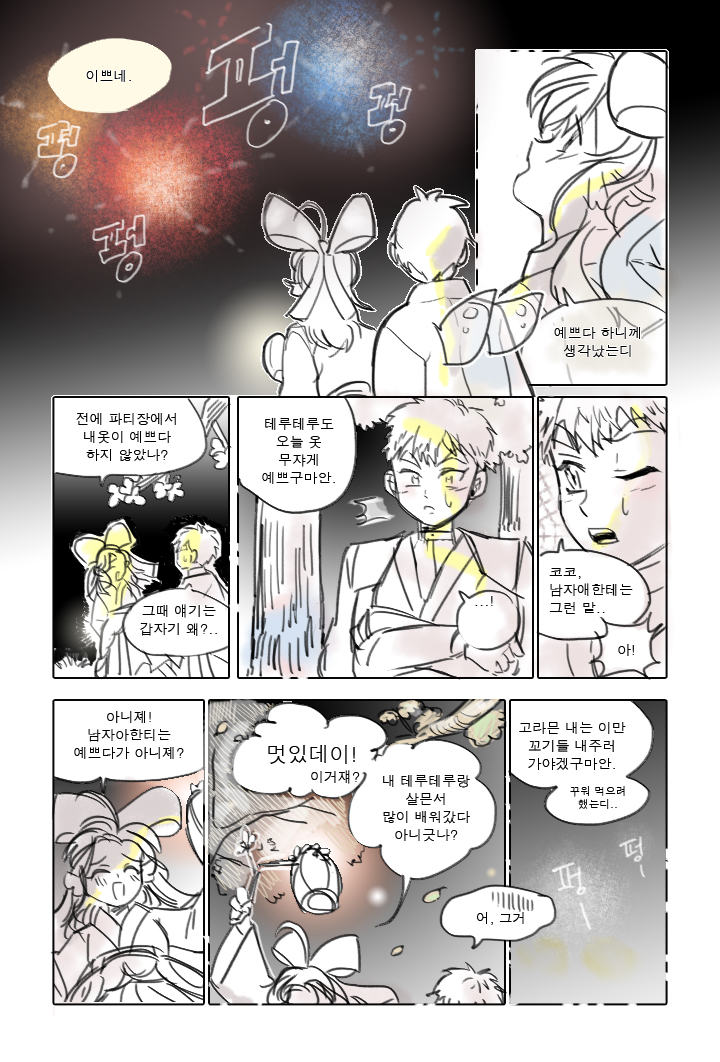 이쁘네.
펑
펑
펑
펑
예쁘다 하니께
생각났는디
전에 파티장에서
내옷이 예쁘다
하지 않았나?
그때 얘기는
갑자기 왜?..
테루테루도
오늘 옷
무쟈게
예쁘구마안.
...!
코코,
남자애한테는
그런 말..
아!
아니졔!
남자아한티는
예쁘다가 아니졔?
멋있데이!
이거쟤?
내 테루테루랑
살믄서
많이 배워갔다
아니긋나?
어, 그거
고라믄 내는 이만
꼬기들 내주러
가야겠구마안.
꾸워 먹으려
했는디..
펑
펑